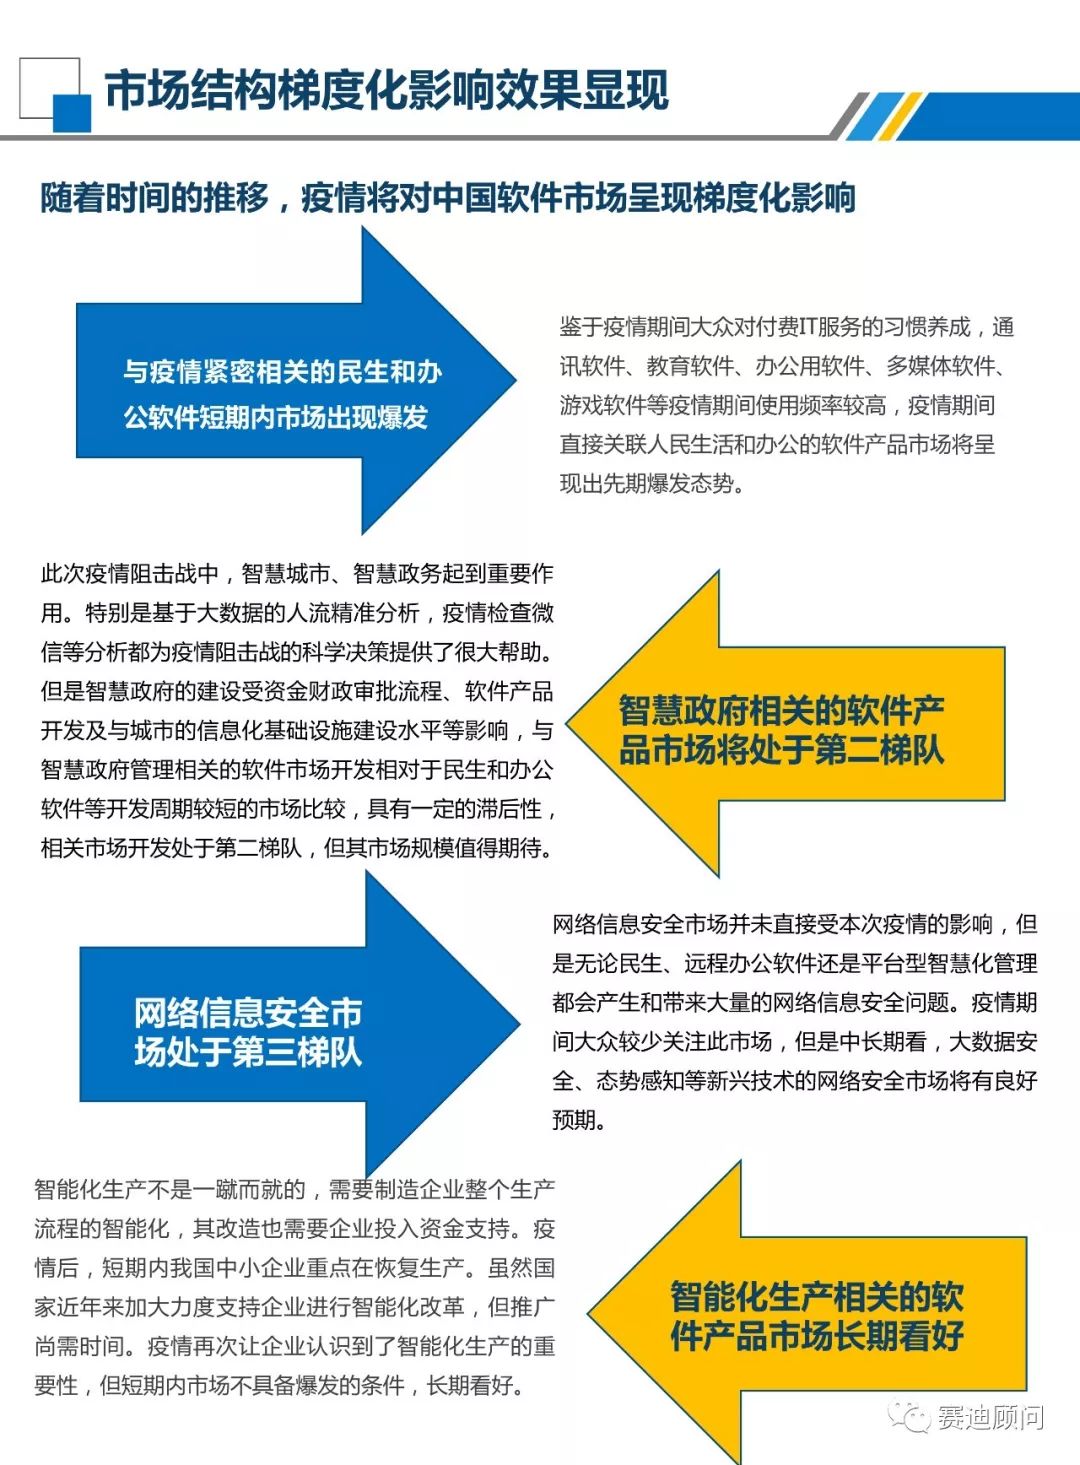 市场结构梯度化影响效果显现
随着时间的推移，疫情将对中国软件市场呈现梯度化影响
与疫情紧密相关的民生和办
公软件短期内市场出现爆发
鉴于疫情期间大众对付费IT服务的习惯养成，通
讯软件、教育软件、办公用软件、多媒体软件、
游戏软件等疫情期间使用频率较高，疫情期间
直接关联人民生活和办公的软件产品市场将呈
现出先期爆发态势。
此次疫情阻击战中，智慧城市、智慧政务起到重要作
用。特别是基于大数据的人流精准分析，疫情检查微
信等分析都为疫情阻击战的科学决策提供了很大帮助。
但是智慧政府的建设受资金财政审批流程、软件产品
开发及与城市的信息化基础设施建设水平等影响，与
智慧政府管理相关的软件市场开发相对于民生和办公
软件等开发周期较短的市场比较，具有一定的滞后性，
相关市场开发处于第二梯队，但其市场规模值得期待。
智慧政府相关的软件产
品市场将处于第二梯队
网络信息安全市
场处于第三梯队
网络信息安全市场并未直接受本次疫情的影响，但
是无论民生、远程办公软件还是平台型智慧化管理
都会产生和带来大量的网络信息安全问题。疫情期
间大众较少关注此市场，但是中长期看，大数据安
全、态势感知等新兴技术的网络安全市场将有良好
预期。
智能化生产不是一蹴而就的，需要制造企业整个生产
流程的智能化，其改造也需要企业投入资金支持。疫
情后，短期内我国中小企业重点在恢复生产。虽然国
家近年来加大力度支持企业进行智能化改革，但推广
尚需时间。疫情再次让企业认识到了智能化生产的重
要性，但短期内市场不具备爆发的条件，长期看好。
智能化生产相关的软
件产品市场长期看好
赛迪顾问